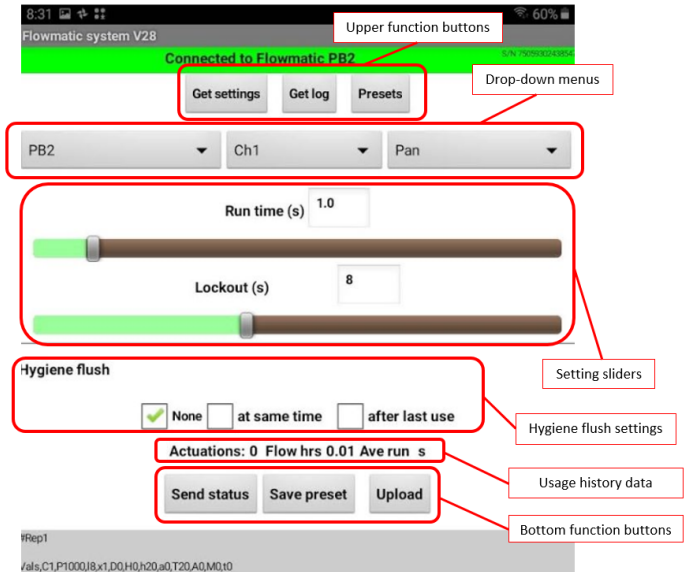 8:31 60%
Upper function buttons
Flowmatic system V28
Connected to Flowmatic PB2
Drop-down menus
Get settings Get log Presets
PB2 Ch1 Pan
Run time (s) 1.0
Lockout (s) 8
Setting sliders
Hygiene flush
None at same time after last use
Hygiene flush settings
Actuations: 0 Flow hrs 0.01 Ave run s
Usage history data
Send status Save preset Upload
Bottom function buttons
#Rep1
Vals,C1,P1000,l8,x1,D0,H0,h20,a0,T20,A0,M0,t0